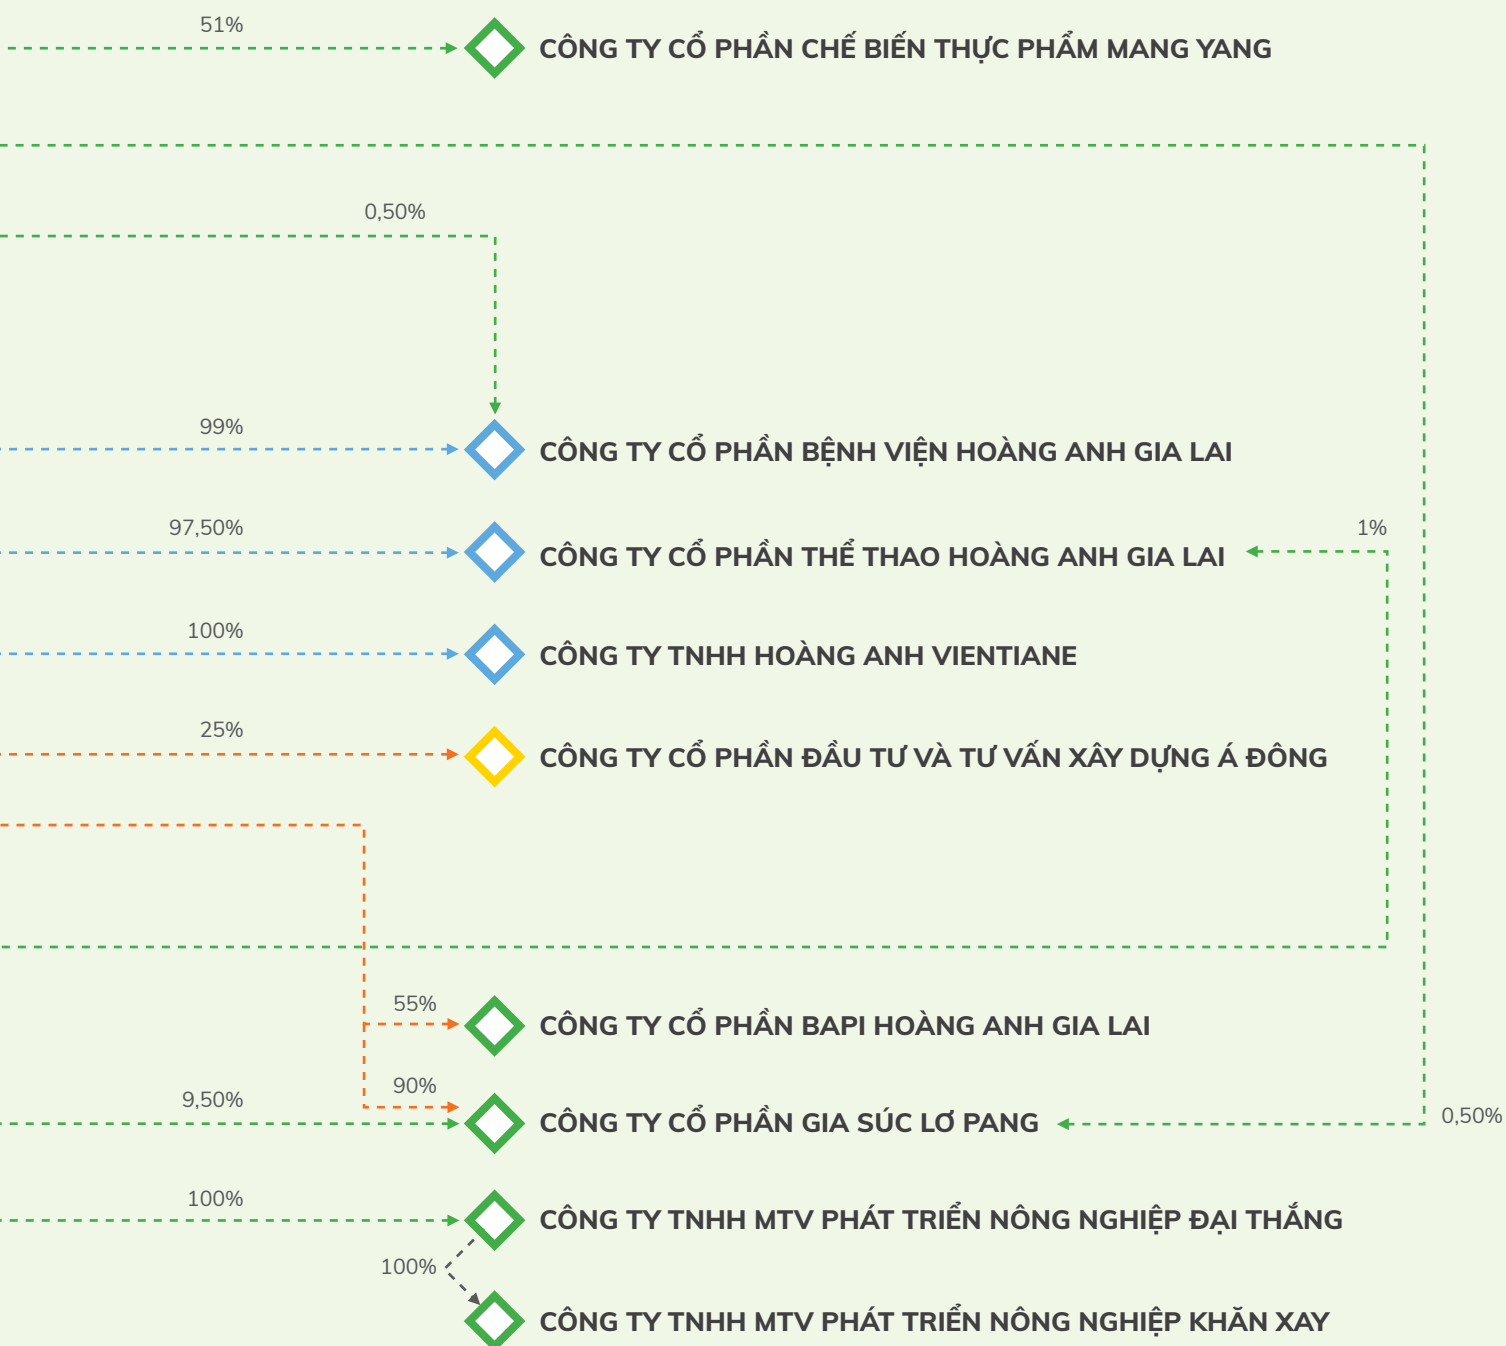 51%
CÔNG TY CỔ PHẦN CHẾ BIẾN THỰC PHẨM MANG YANG
0,50%
99%
CÔNG TY CỔ PHẦN BỆNH VIỆN HOÀNG ANH GIA LAI
97,50%
CÔNG TY CỔ PHẦN THỂ THAO HOÀNG ANH GIA LAI
1%
100%
CÔNG TY TNHH HOÀNG ANH VIENTIANE
25%
CÔNG TY CỔ PHẦN ĐẦU TƯ VÀ TƯ VẤN XÂY DỰNG Á ĐÔNG
55%
CÔNG TY CỔ PHẦN BAPI HOÀNG ANH GIA LAI
90%
9,50%
CÔNG TY CỔ PHẦN GIA SÚC LƠ PANG
0,50%
100%
CÔNG TY TNHH MTV PHÁT TRIỂN NÔNG NGHIỆP ĐẠI THẮNG
100%
CÔNG TY TNHH MTV PHÁT TRIỂN NÔNG NGHIỆP KHĂN XAY